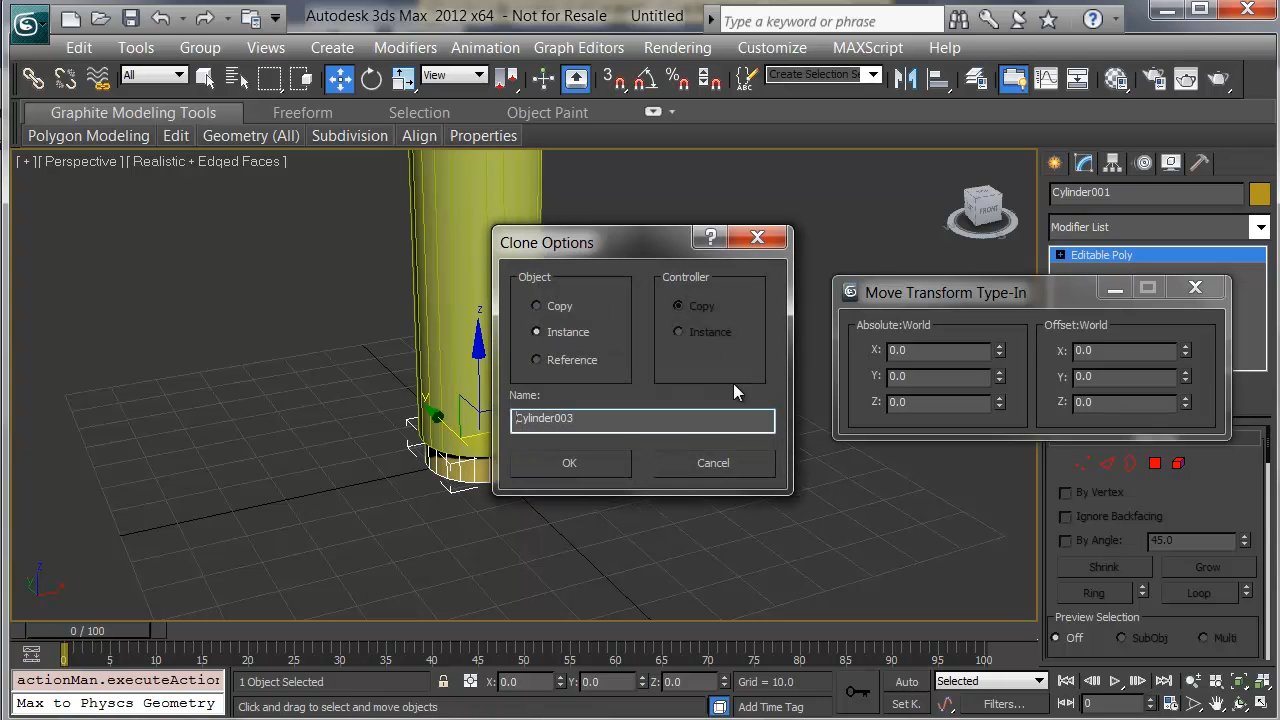 Autodesk 3ds Max 2012 x64 - Not for Resale Untitled
Type a keyword or phrase
Edit Tools Group Views Create Modifiers Animation Graph Editors Rendering Customize MAXScript Help
All
View
3
%
ABC
Create Selection Se
Graphite Modeling Tools Freeform Selection Object Paint
Polygon Modeling Edit Geometry (All) Subdivision Align Properties
[ + ][ Perspective ][ Realistic + Edged Faces ]
FRONT
Cylinder001
Modifier List
Editable Poly
Clone Options
Object
Copy
Instance
Reference
Controller
Copy
Instance
Name:
Cylinder003
OK
Cancel
Move Transform Type-In
Absolute:World
X: 0.0
Y: 0.0
Z: 0.0
Offset:World
X: 0.0
Y: 0.0
Z: 0.0
z
y
By Vertex
Ignore Backfacing
By Angle: 45.0
Shrink Grow
Ring Loop
Preview Selection
Off SubObj Multi
z
y
x
0 / 100
0 5 10 15 20 25 30 35 40 45 50 55 60 65 70 75 80 85 90 95 100
actionMan.executeAction
1 Object Selected
X: 0.0 Y: 0.0 Z: 0.0
Grid = 10.0
Auto
Selected
Max to Physcs Geometry
Click and drag to select and move objects
Add Time Tag
Set K.
Filters...
0